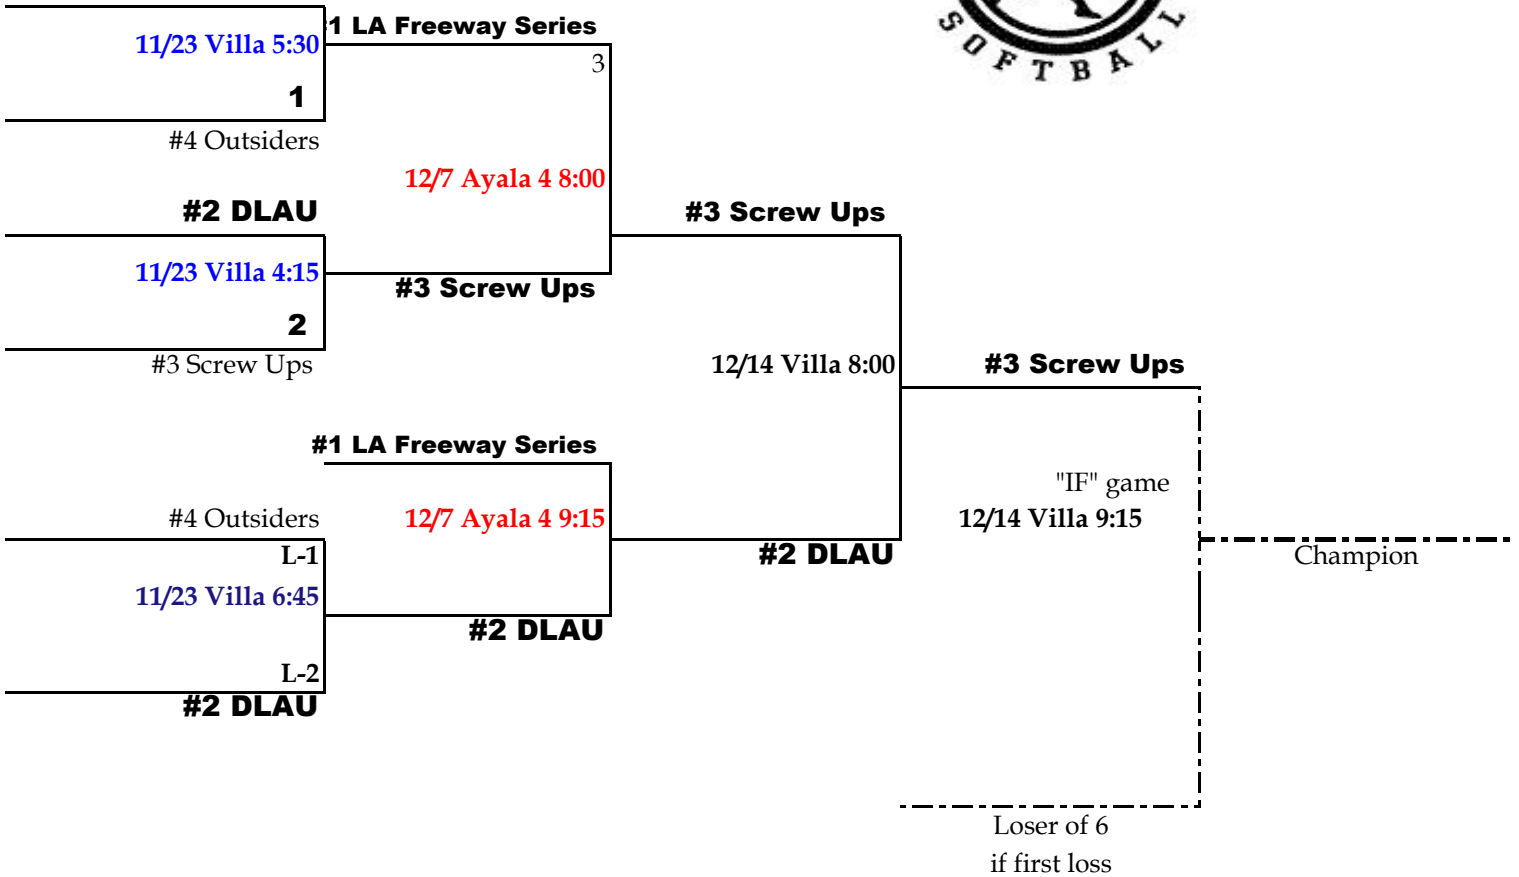 SOFTBALL
#1 LA Freeway Series
11/23 Villa 5:30
3
1
#4 Outsiders
12/7 Ayala 4 8:00
#2 DLAU
#3 Screw Ups
11/23 Villa 4:15
#3 Screw Ups
2
#3 Screw Ups
12/14 Villa 8:00
#3 Screw Ups
#1 LA Freeway Series
"IF" game
#4 Outsiders
12/7 Ayala 4 9:15
12/14 Villa 9:15
L-1
#2 DLAU
Champion
11/23 Villa 6:45
#2 DLAU
L-2
#2 DLAU
Loser of 6
if first loss